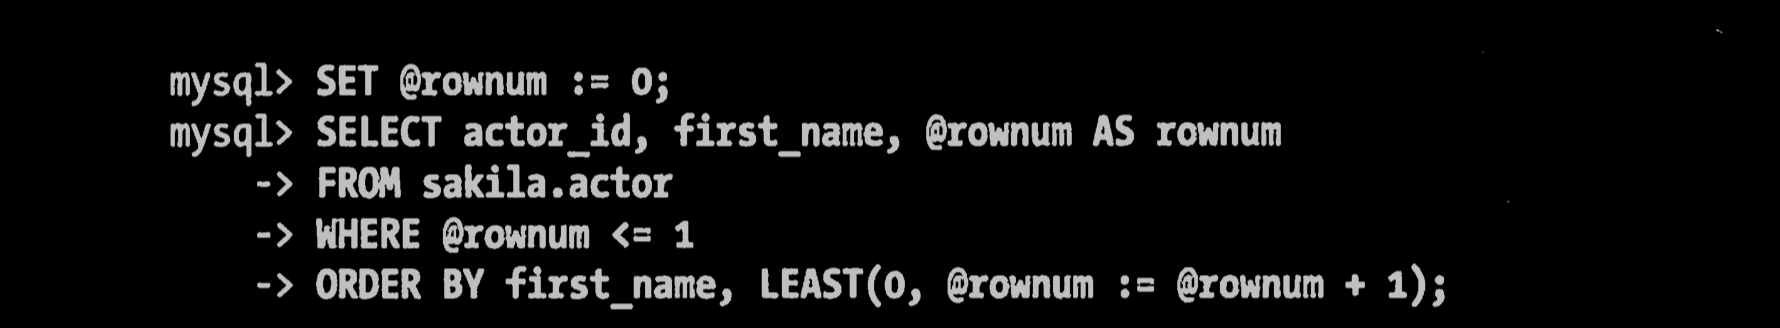 mysql> SET @rownum := 0;
mysql> SELECT actor_id, first_name, @rownum AS rownum
-> FROM sakila.actor
-> WHERE @rownum <= 1
-> ORDER BY first_name, LEAST(0, @rownum := @rownum + 1);